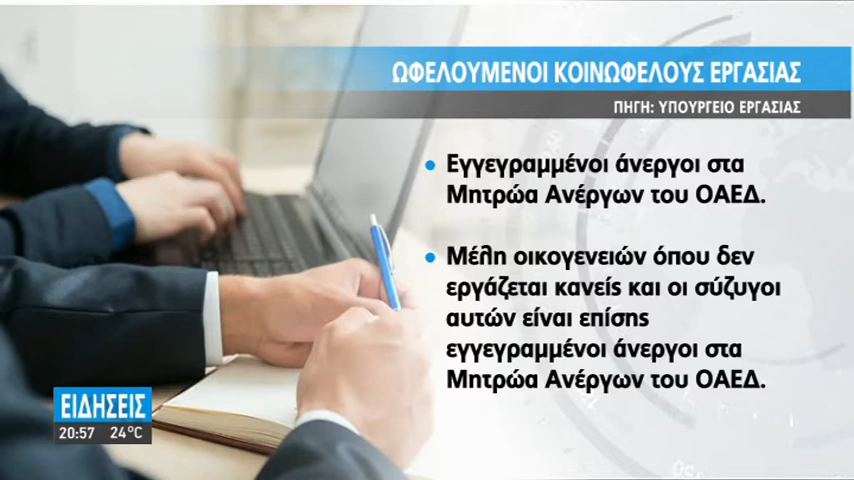 ΩΦΕΛΟΥΜΕΝΟΙ ΚΟΙΝΩΦΕΛΟΥΣ ΕΡΓΑΣΙΑΣ
ΠΗΓΗ: ΥΠΟΥΡΓΕΙΟ ΕΡΓΑΣΙΑΣ
• Εγγεγραμμένοι άνεργοι στα
Μητρώα Ανέργων του ΟΑΕΔ.
• Μέλη οικογενειών όπου δεν
εργάζεται κανείς και οι σύζυγοι
αυτών είναι επίσης
εγγεγραμμένοι άνεργοι στα
Μητρώα Ανέργων του ΟΑΕΔ.
ΕΙΔΗΣΕΙΣ
20:57 24°C